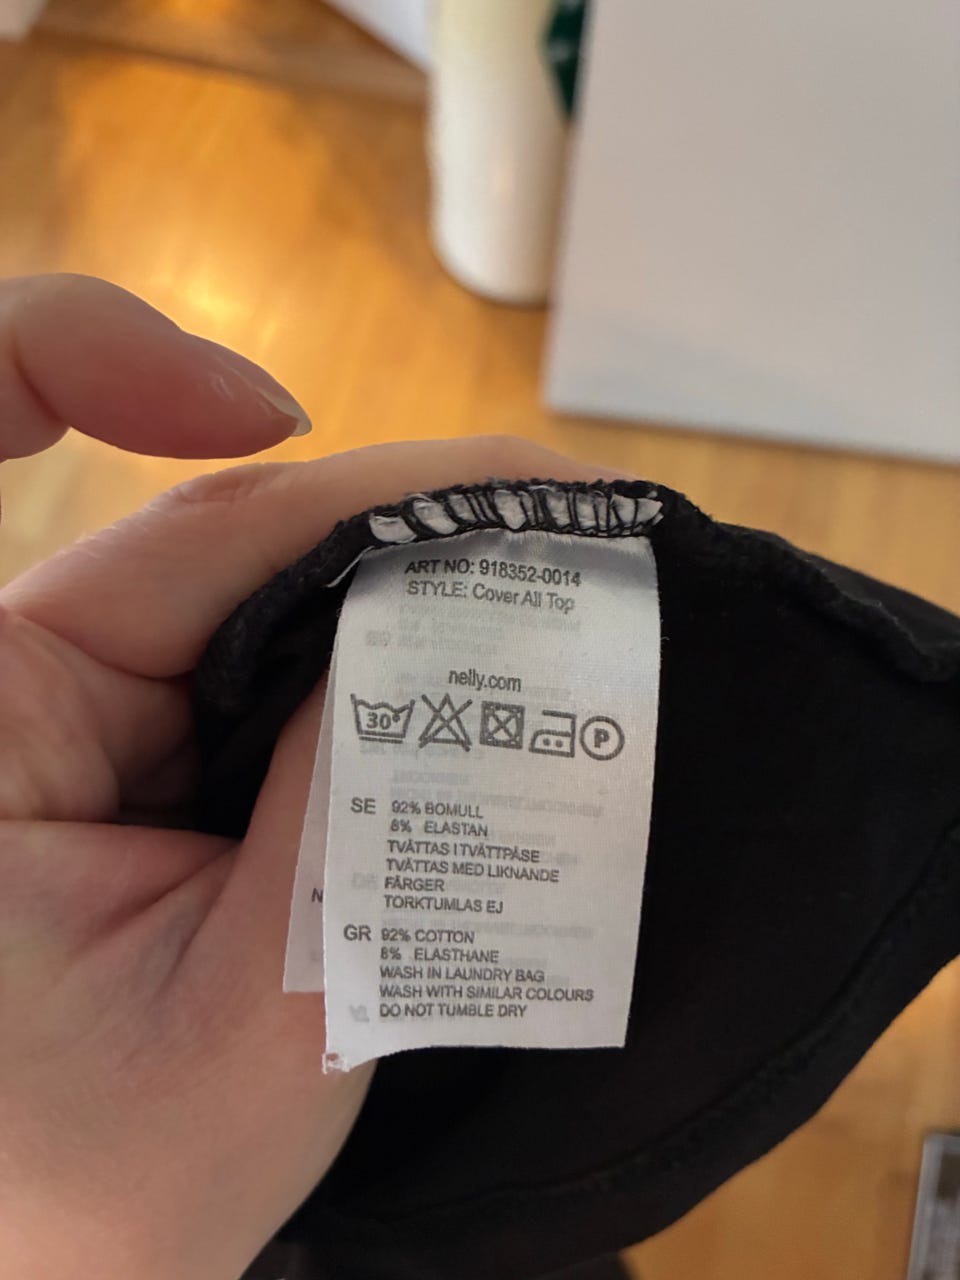 ART NO: 918352-0014
STYLE: Cover All Top
nelly.com
30°
P
SE 92% BOMULL
8% ELASTAN
TVÄTTAS I TVÄTTPÅSE
TVÄTTAS MED LIKNANDE
FÄRGER
TORKTUMLAS EJ
GR 92% COTTON
8% ELASTHANE
WASH IN LAUNDRY BAG
WASH WITH SIMILAR COLOURS
DO NOT TUMBLE DRY
N